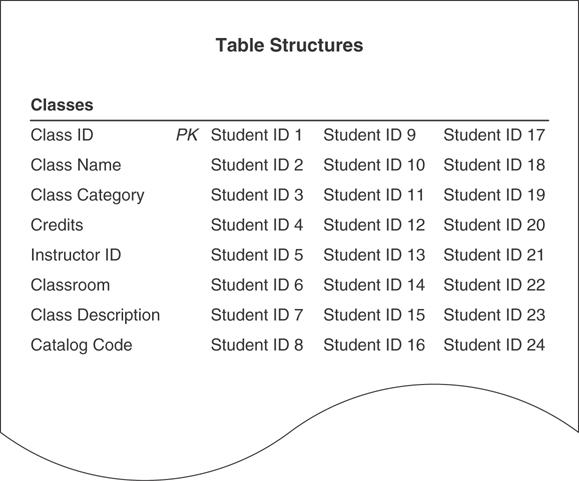 Table Structures
Classes
Class ID PK Student ID 1 Student ID 9 Student ID 17
Class Name Student ID 2 Student ID 10 Student ID 18
Class Category Student ID 3 Student ID 11 Student ID 19
Credits Student ID 4 Student ID 12 Student ID 20
Instructor ID Student ID 5 Student ID 13 Student ID 21
Classroom Student ID 6 Student ID 14 Student ID 22
Class Description Student ID 7 Student ID 15 Student ID 23
Catalog Code Student ID 8 Student ID 16 Student ID 24